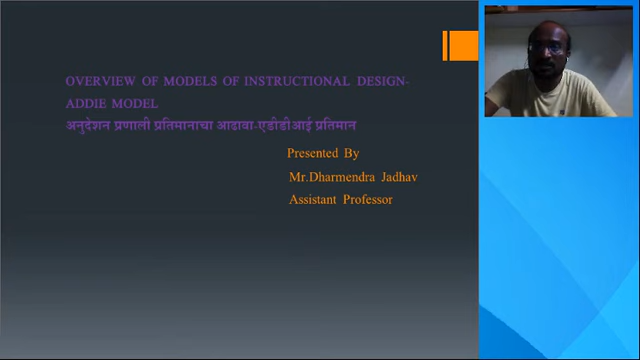 OVERVIEW OF MODELS OF INSTRUCTIONAL DESIGN-
ADDIE MODEL
अनुदेशन प्रणाली प्रतिमानाचा आढावा-एडीडीआई प्रतिमान
Presented By
Mr.Dharmendra Jadhav
Assistant Professor